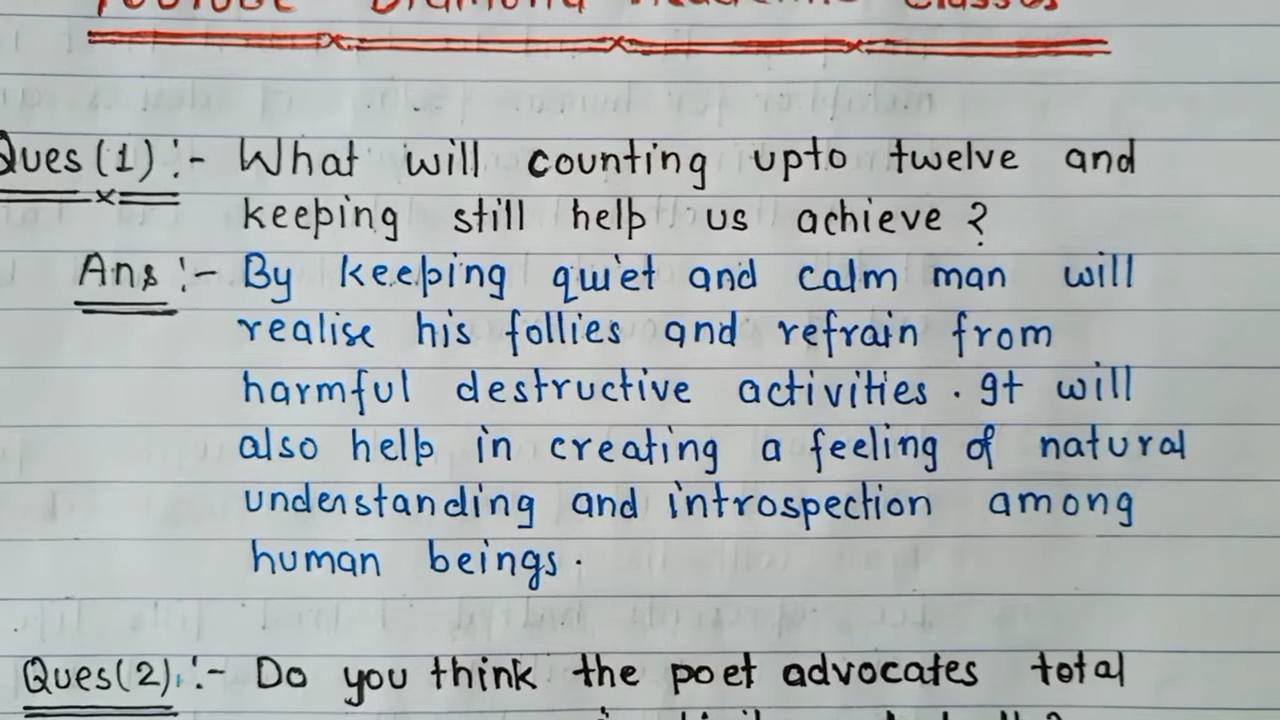 Ques (1) :- What will counting upto twelve and
keeping still help us achieve ?
Ans :- By keeping quiet and calm man will
realise his follies and refrain from
harmful destructive activities. It will
also help in creating a feeling of natural
understanding and introspection among
human beings.
Ques(2) :- Do you think the poet advocates total